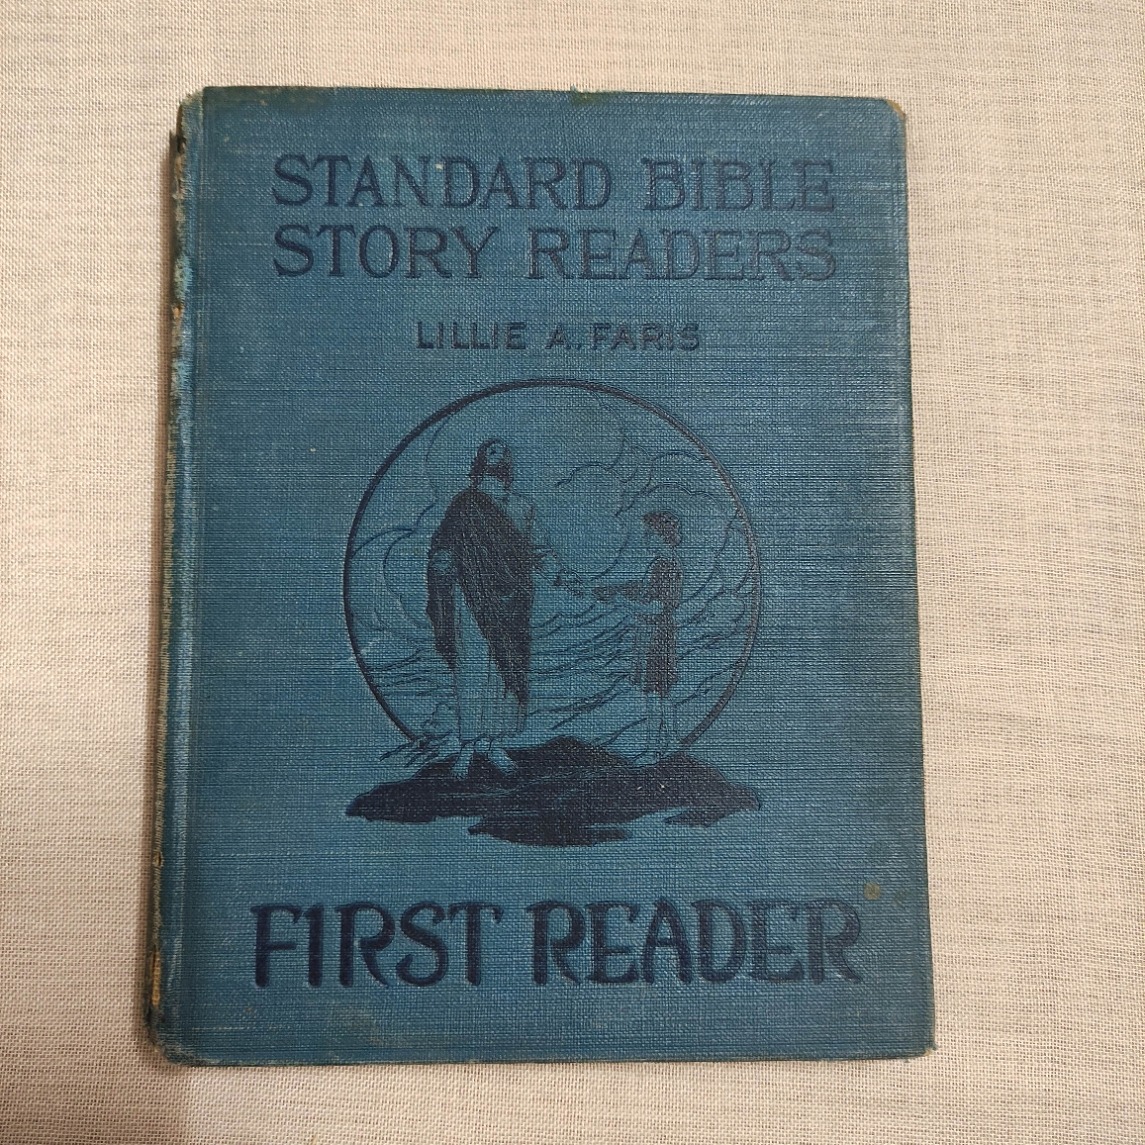 STANDARD BIBLE
STORY READERS
LILLIE A. FARIS
FIRST READER